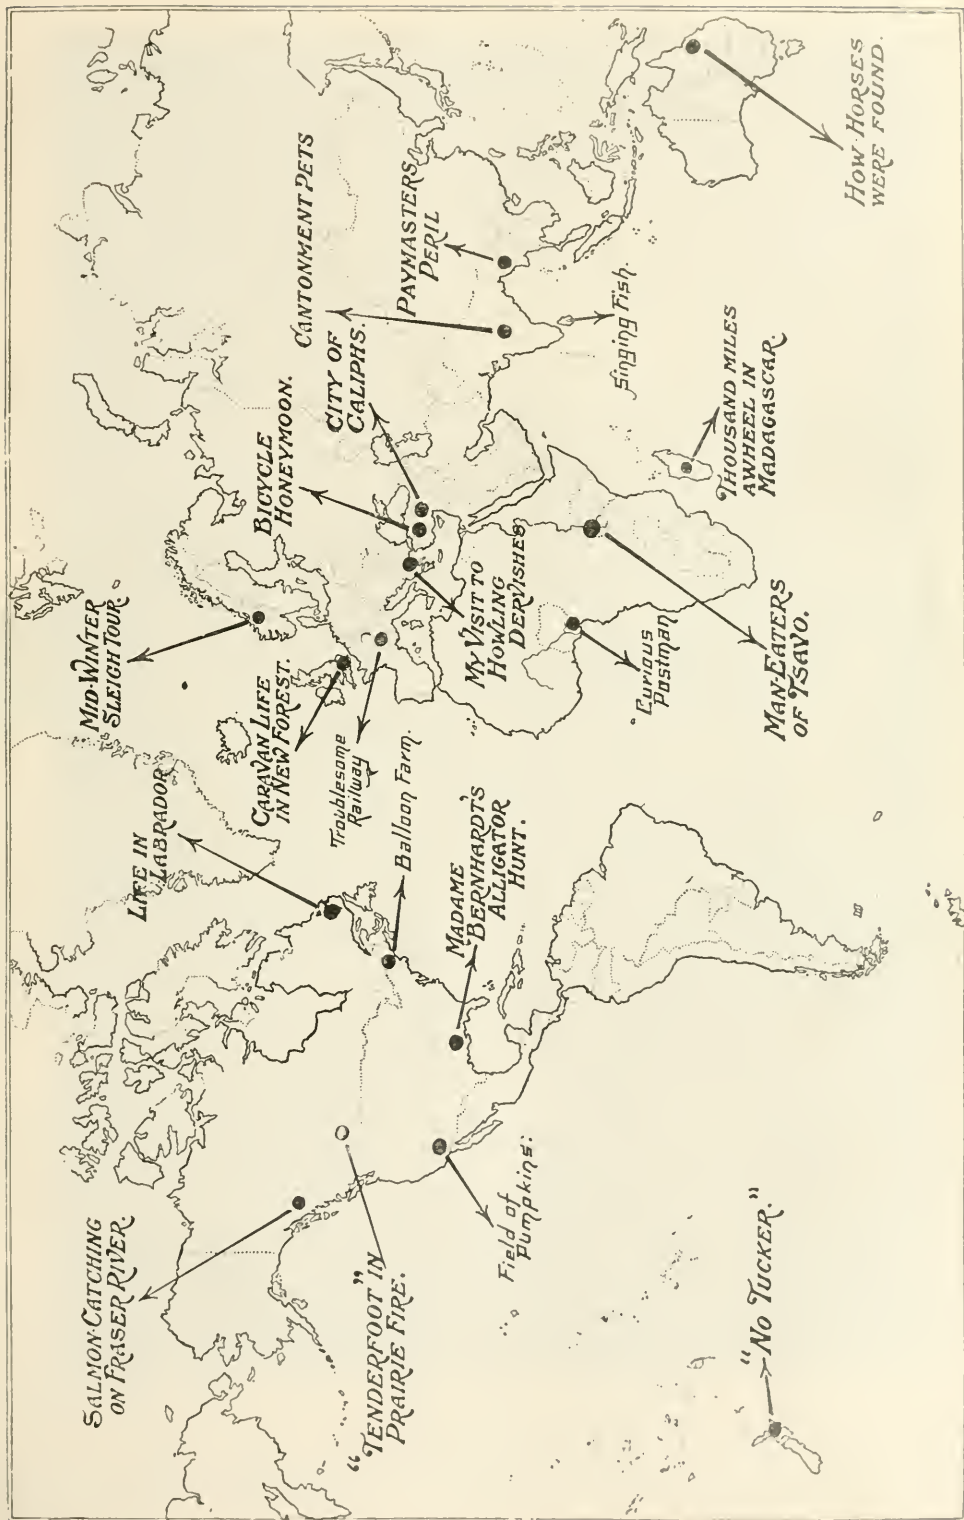 SALMON-CATCHING
ON FRASER RIVER.
"TENDERFOOT" IN
PRAIRIE FIRE.
Field of
Pumpkins:
"NO TUCKER."
LIFE IN
LABRADOR
Balloon Farm.
MADAME
BERNHARDT'S
ALLIGATOR
HUNT.
MID-WINTER
SLEIGH TOUR.
CARAVAN LIFE
IN NEW FOREST.
Troublesome
Railway
BICYCLE
HONEYMOON.
CITY OF
CALIPHS.
MY VISIT TO
HOWLING
DERVISHES
Curious
Postman
MAN-EATERS
OF TSAVO.
THOUSAND MILES
AWHEEL IN
MADAGASCAR.
CANTONMENT PETS
PAYMASTERS
PERIL
Singing Fish.
HOW HORSES
WERE FOUND.